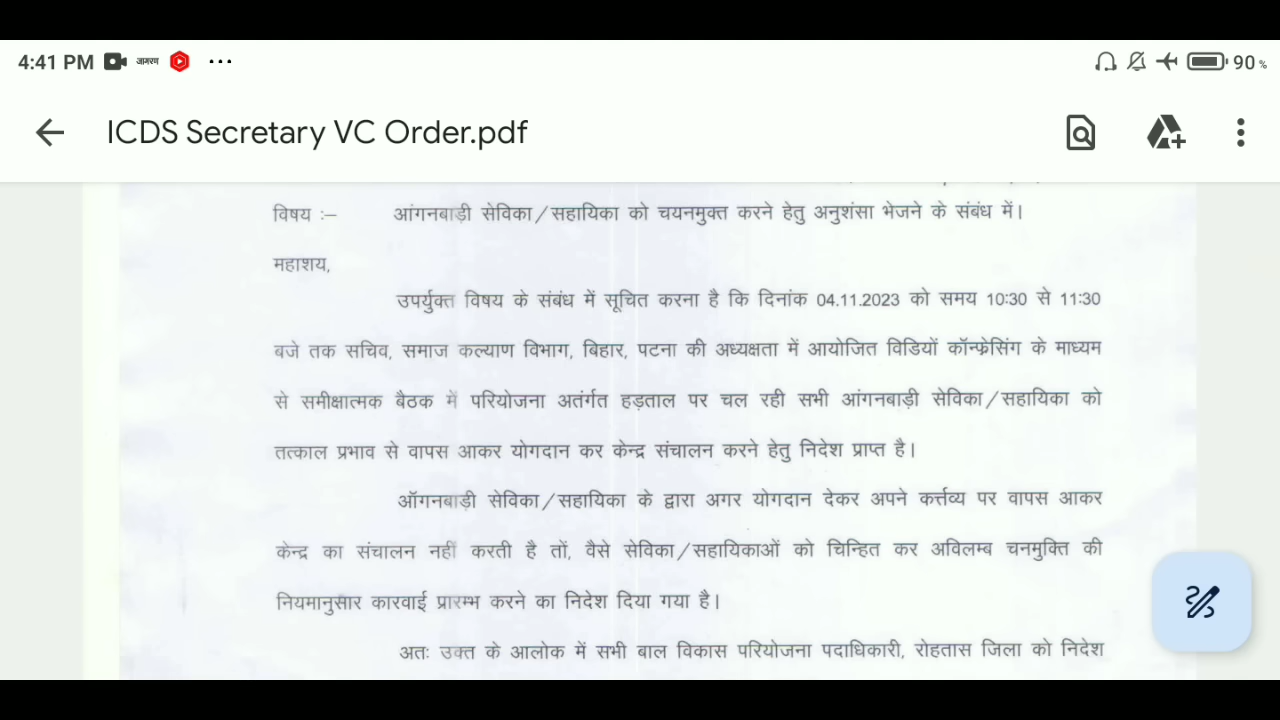 4:41 PM जागरण ... 90 %
ICDS Secretary VC Order.pdf
विषय :– आंगनबाड़ी सेविका/सहायिका को चयनमुक्त करने हेतु अनुशंसा भेजने के संबंध में।
महाशय,
उपर्युक्त विषय के संबंध में सूचित करना है कि दिनांक 04.11.2023 को समय 10:30 से 11:30
बजे तक सचिव, समाज कल्याण विभाग, बिहार, पटना की अध्यक्षता में आयोजित विडियों कॉन्फ्रेसिंग के माध्यम
से समीक्षात्मक बैठक में परियोजना अतंर्गत हड़ताल पर चल रही सभी आंगनबाड़ी सेविका/सहायिका को
तत्काल प्रभाव से वापस आकर योगदान कर केन्द्र संचालन करने हेतु निदेश प्राप्त है।
ऑगनबाड़ी सेविका/सहायिका के द्वारा अगर योगदान देकर अपने कर्त्तव्य पर वापस आकर
केन्द्र का संचालन नहीं करती है तों, वैसे सेविका/सहायिकाओं को चिन्हित कर अविलम्ब चनमुक्ति की
नियमानुसार कारवाई प्रारम्भ करने का निदेश दिया गया है।
अतः उक्त के आलोक में सभी बाल विकास परियोजना पदाधिकारी, रोहतास जिला को निदेश